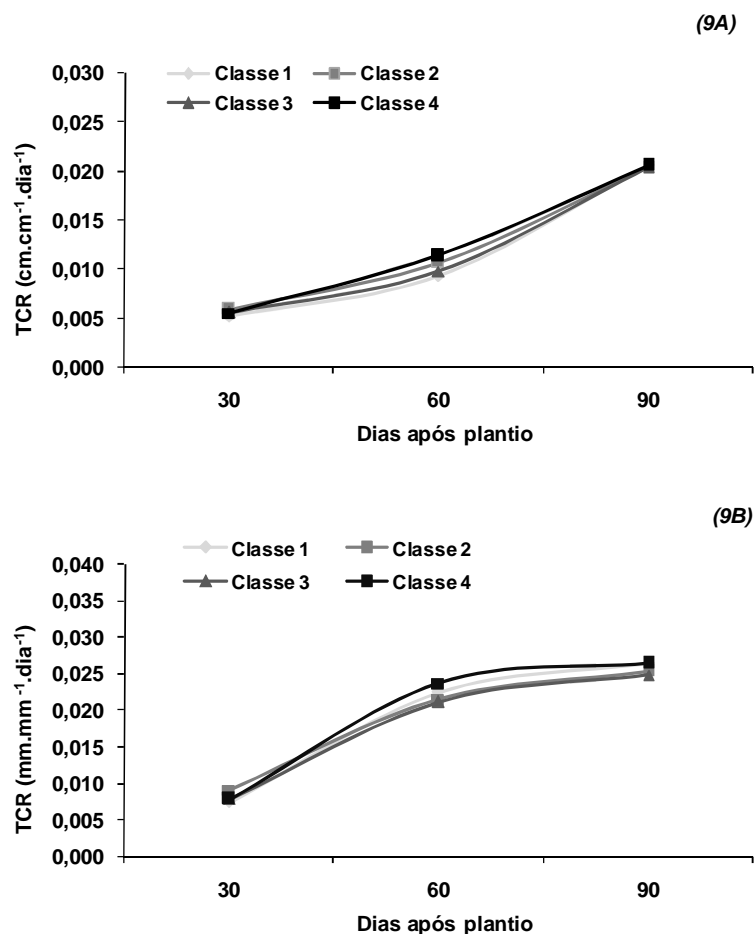 (9A)
TCR (cm.cm⁻¹.dia⁻¹)
0,030
0,025
0,020
0,015
0,010
0,005
0,000
Classe 1
Classe 2
Classe 3
Classe 4
30 60 90
Dias após plantio
(9B)
TCR (mm.mm⁻¹.dia⁻¹)
0,040
0,035
0,030
0,025
0,020
0,015
0,010
0,005
0,000
Classe 1
Classe 2
Classe 3
Classe 4
30 60 90
Dias após plantio